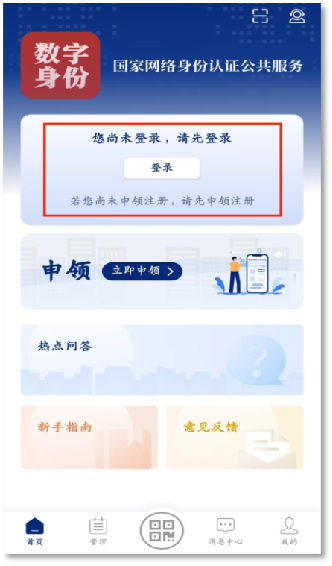 数字
身份
国家网络身份认证公共服务
您尚未登录，请先登录
登录
若您尚未申领注册，请先申领注册
申领
立即申领 >
热点问答
新手指南
意见反馈
首页
管理
消息中心
我的